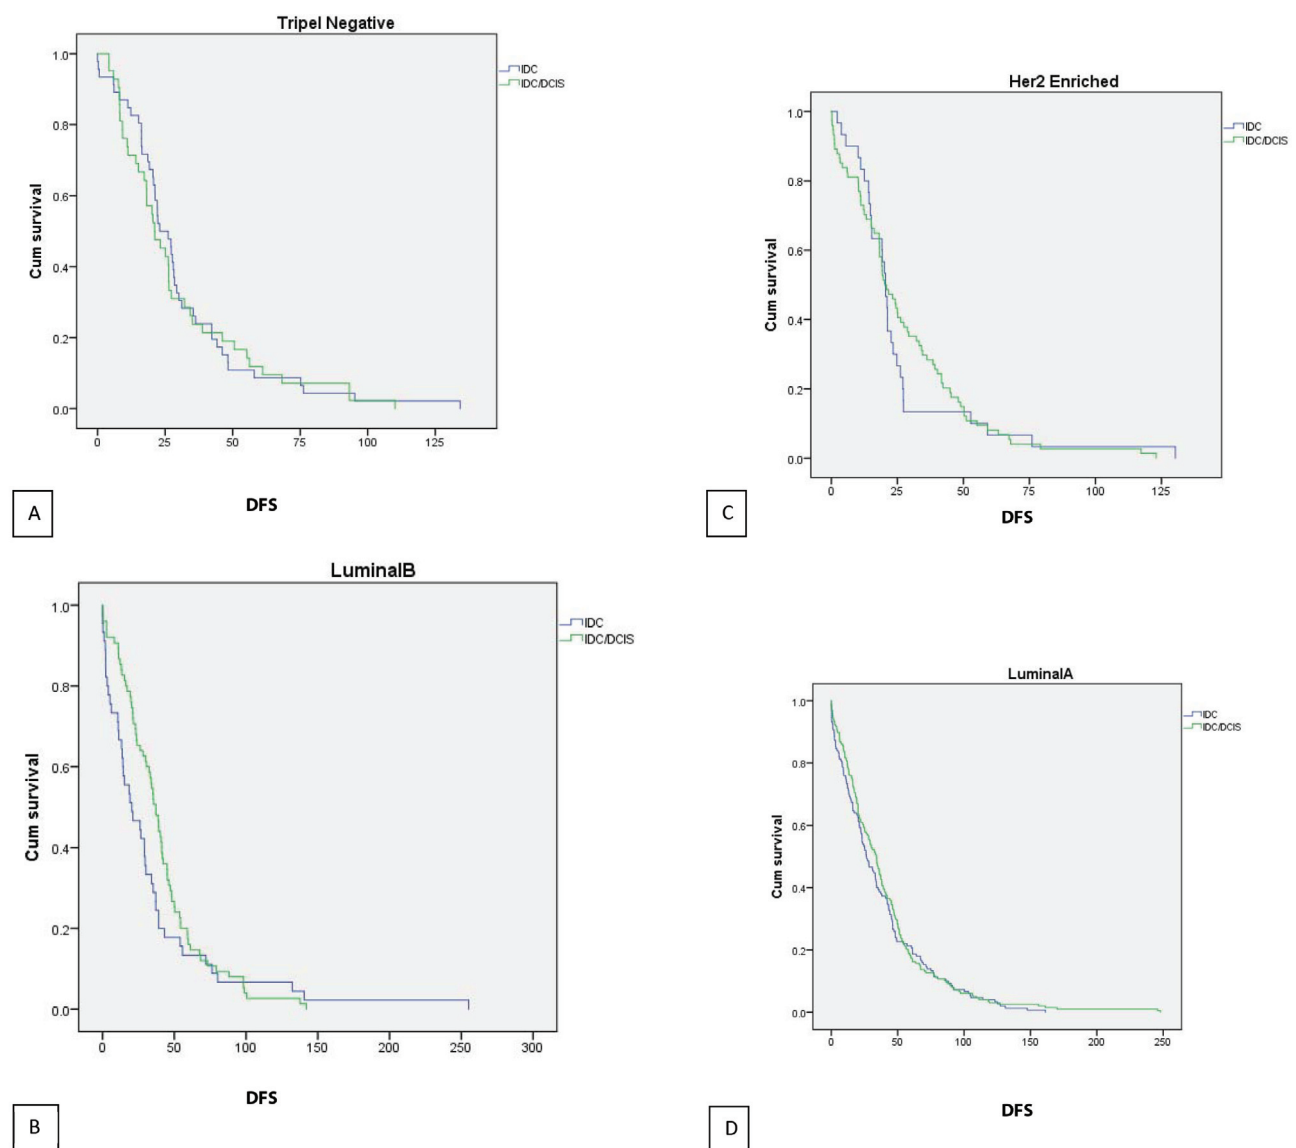 Tripel Negative
IDC
IDC/DCIS
1.0
0.8
0.6
0.4
0.2
0.0
Cum survival
0
25
50
75
100
125
DFS
A
Her2 Enriched
IDC
IDC/DCIS
1.0
0.8
0.6
0.4
0.2
0.0
Cum survival
0
25
50
75
100
125
DFS
C
LuminalB
IDC
IDC/DCIS
1.0
0.8
0.6
0.4
0.2
0.0
Cum survival
0
50
100
150
200
250
300
DFS
B
LuminalA
IDC
IDC/DCIS
1.0
0.8
0.6
0.4
0.2
0.0
Cum survival
0
50
100
150
200
250
DFS
D